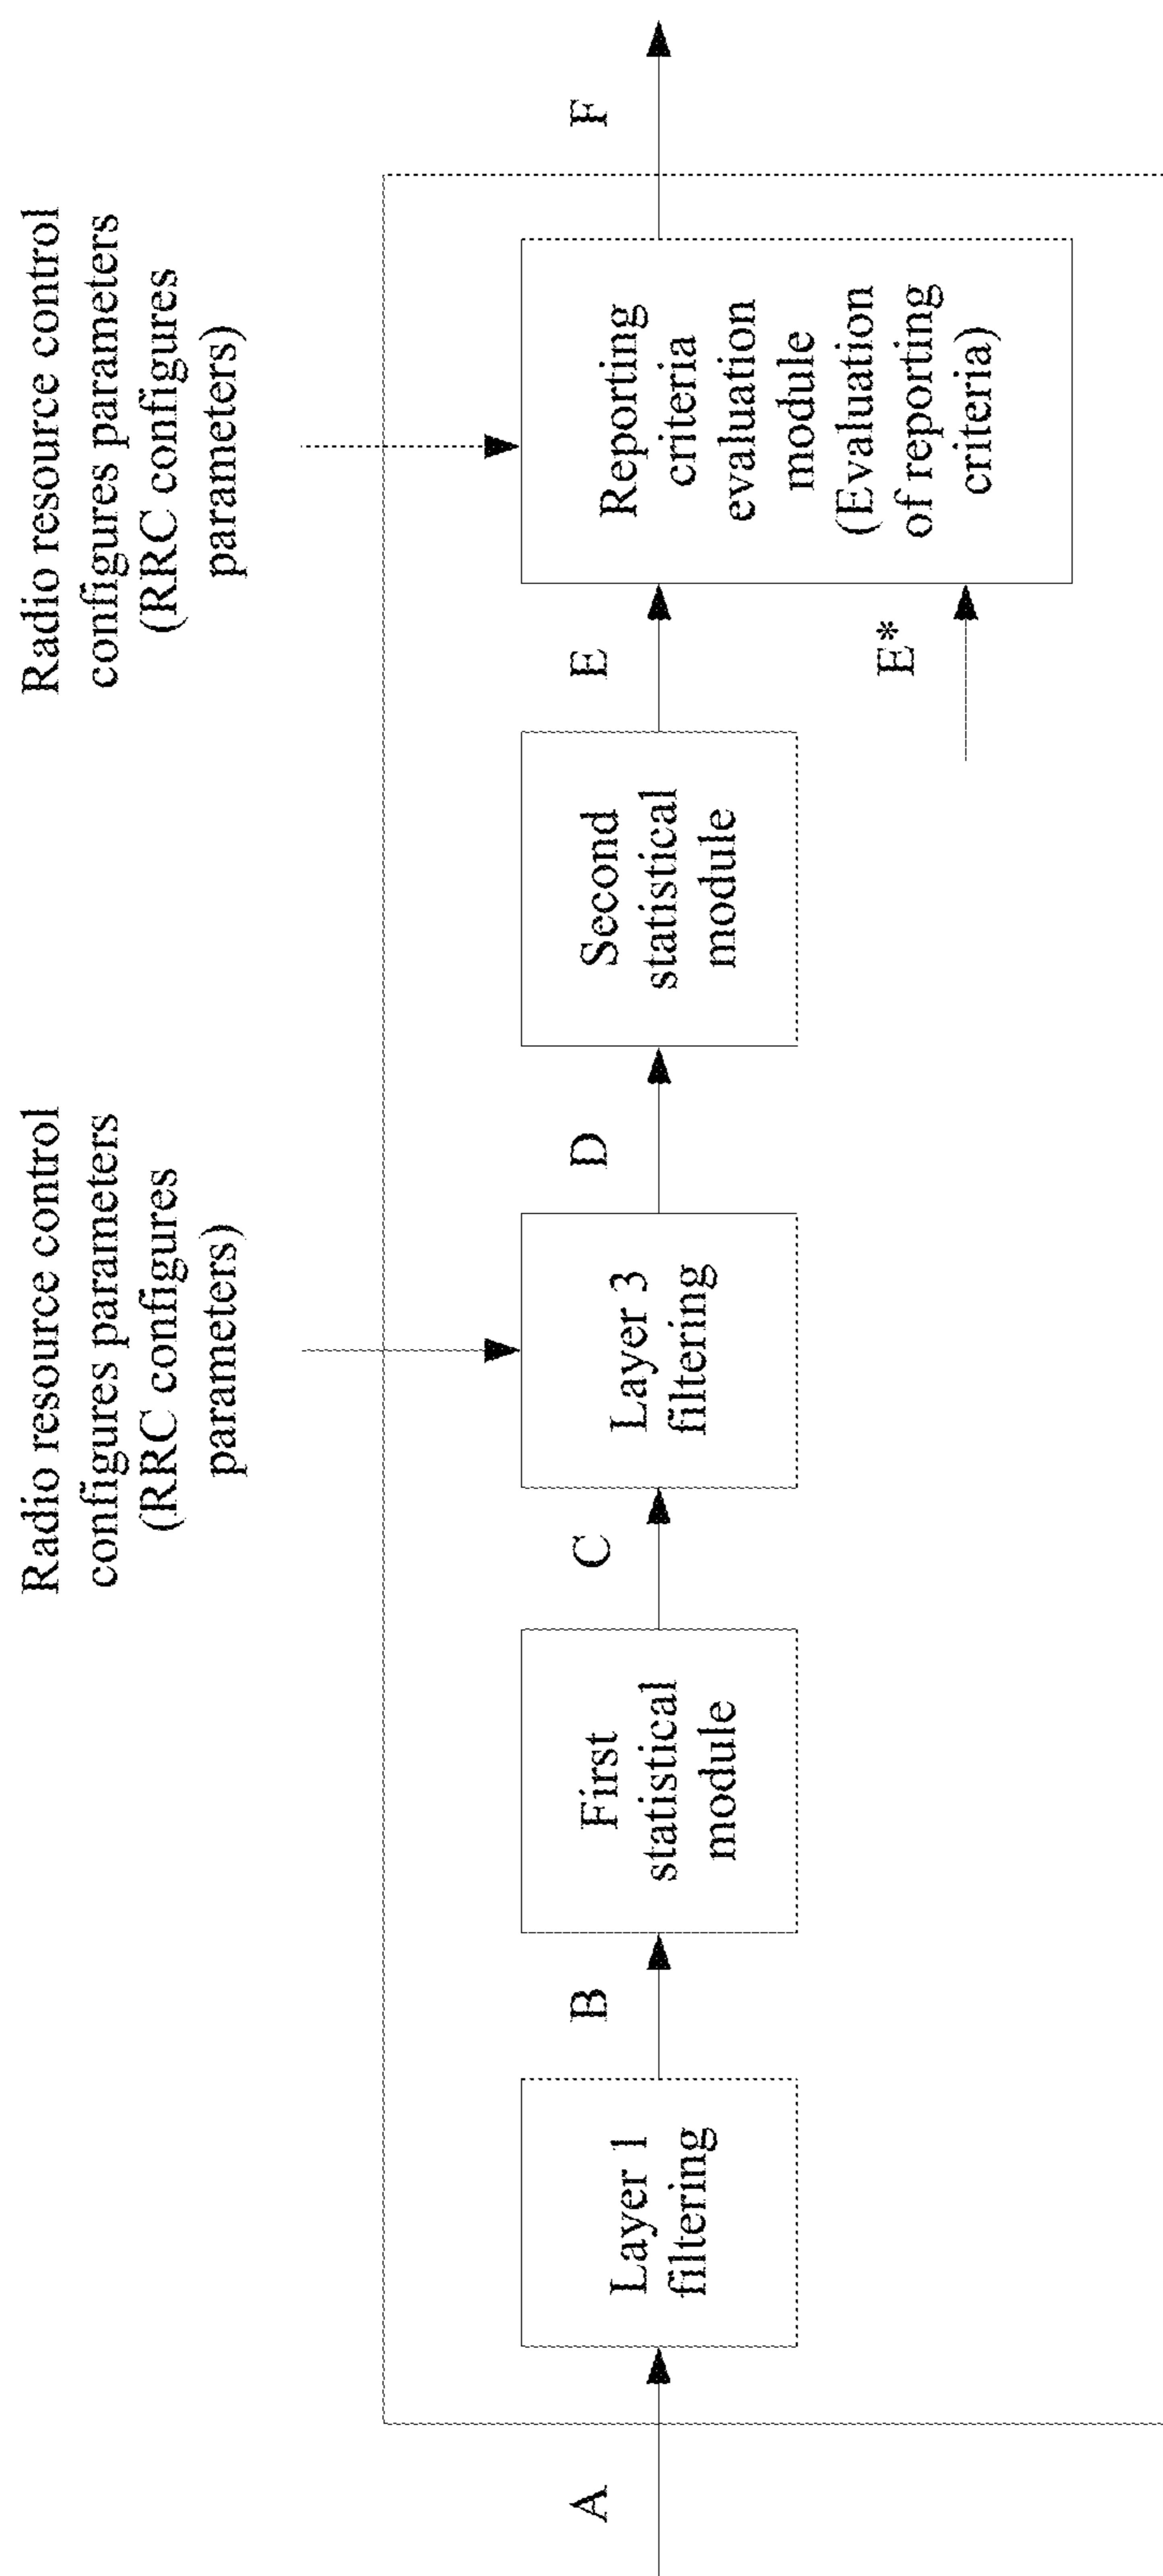 Radio resource control
configures parameters
(RRC configures
parameters)
Radio resource control
configures parameters
(RRC configures
parameters)
A
Layer 1
filtering
B
First
statistical
module
C
Layer 3
filtering
D
Second
statistical
module
E
E*
Reporting
criteria
evaluation
module
(Evaluation
of reporting
criteria)
F